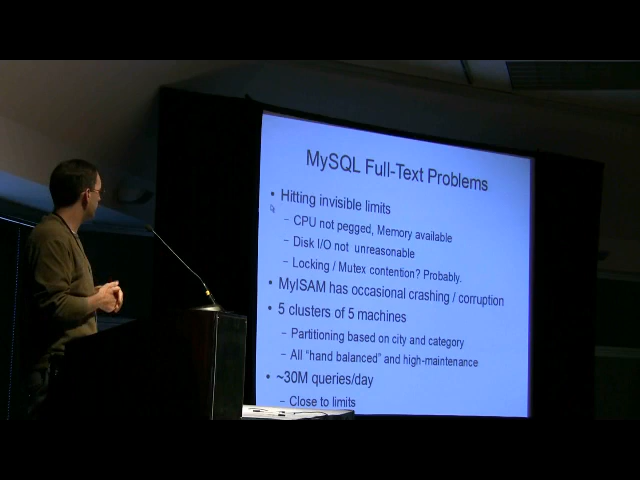 MySQL Full-Text Problems
• Hitting invisible limits
– CPU not pegged, Memory available
– Disk I/O not unreasonable
– Locking / Mutex contention? Probably.
• MyISAM has occasional crashing / corruption
• 5 clusters of 5 machines
– Partitioning based on city and category
– All “hand balanced” and high-maintenance
• ~30M queries/day
– Close to limits